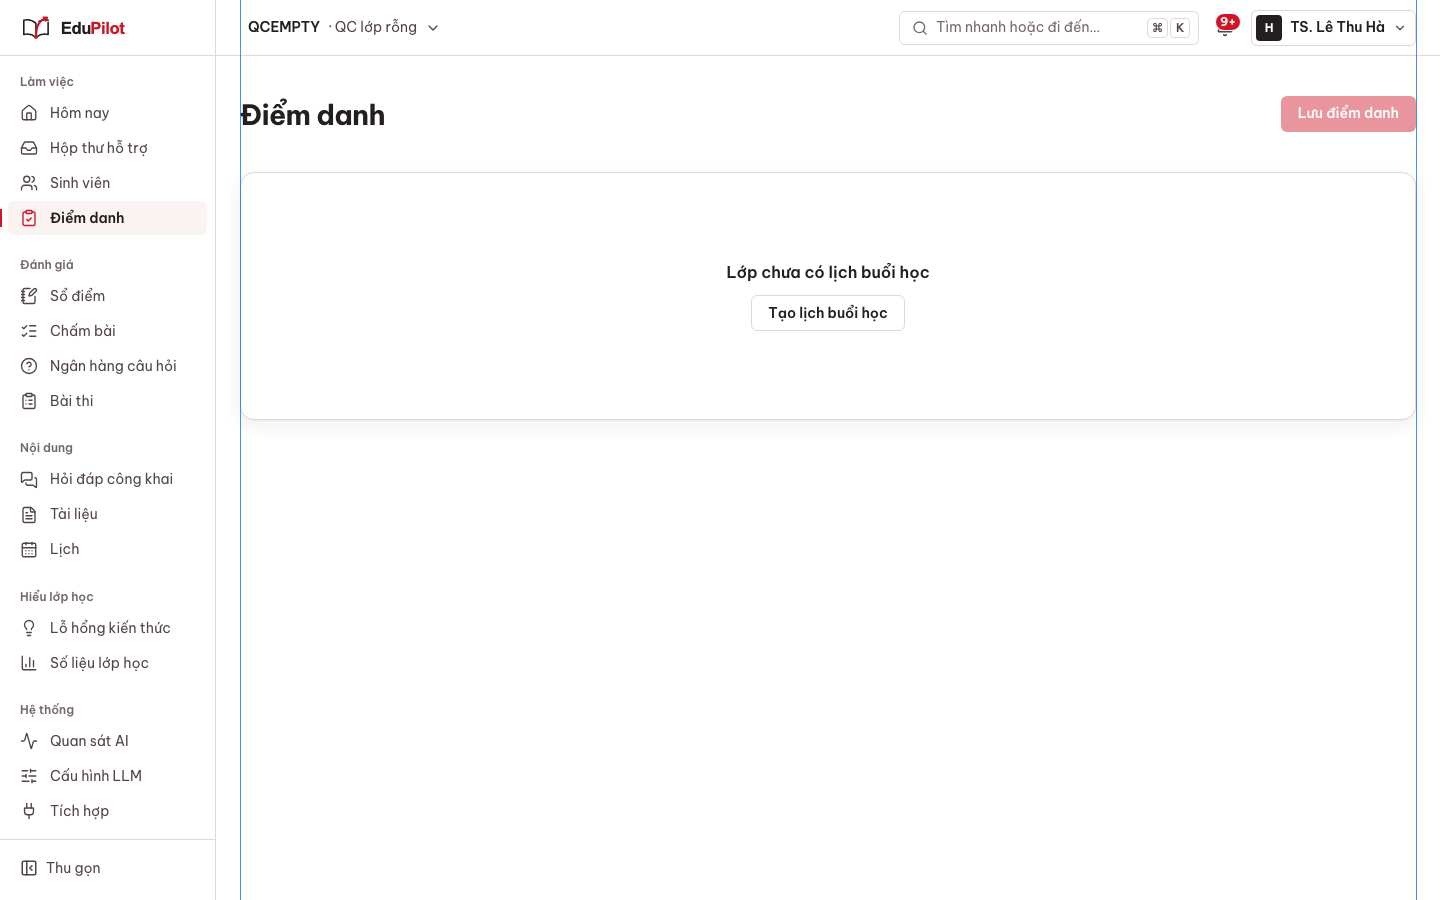 EduPilot
QCEMPTY · QC lớp rỗng
Tìm nhanh hoặc đi đến...
⌘ K
9+
H
TS. Lê Thu Hà
Làm việc
Hôm nay
Hộp thư hỗ trợ
Sinh viên
Điểm danh
Đánh giá
Sổ điểm
Chấm bài
Ngân hàng câu hỏi
Bài thi
Nội dung
Hỏi đáp công khai
Tài liệu
Lịch
Hiểu lớp học
Lỗ hổng kiến thức
Số liệu lớp học
Hệ thống
Quan sát AI
Cấu hình LLM
Tích hợp
Thu gọn
Điểm danh
Lưu điểm danh
Lớp chưa có lịch buổi học
Tạo lịch buổi học